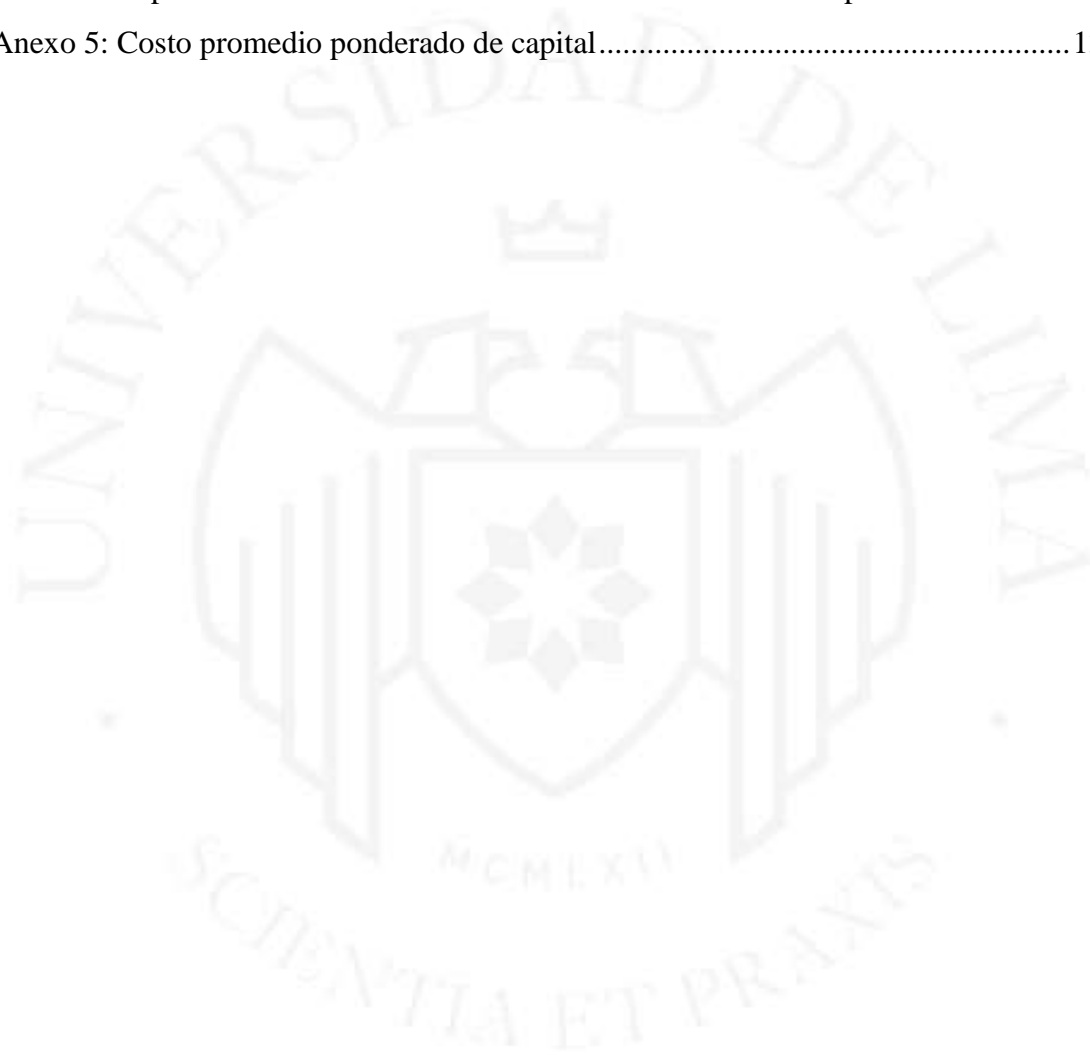 Anexo 5: Costo promedio ponderado de capital.....................................................................1
UNIVERSIDAD DE LIMA
MCMLXII
SCIENTIA ET PRAXIS